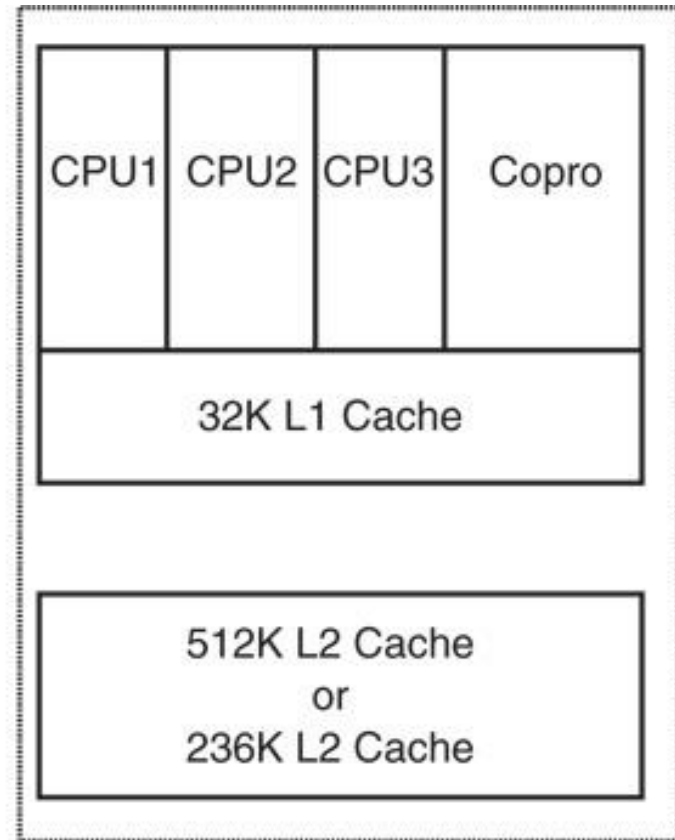 CPU1 CPU2 CPU3 Copro
32K L1 Cache
512K L2 Cache
or
236K L2 Cache